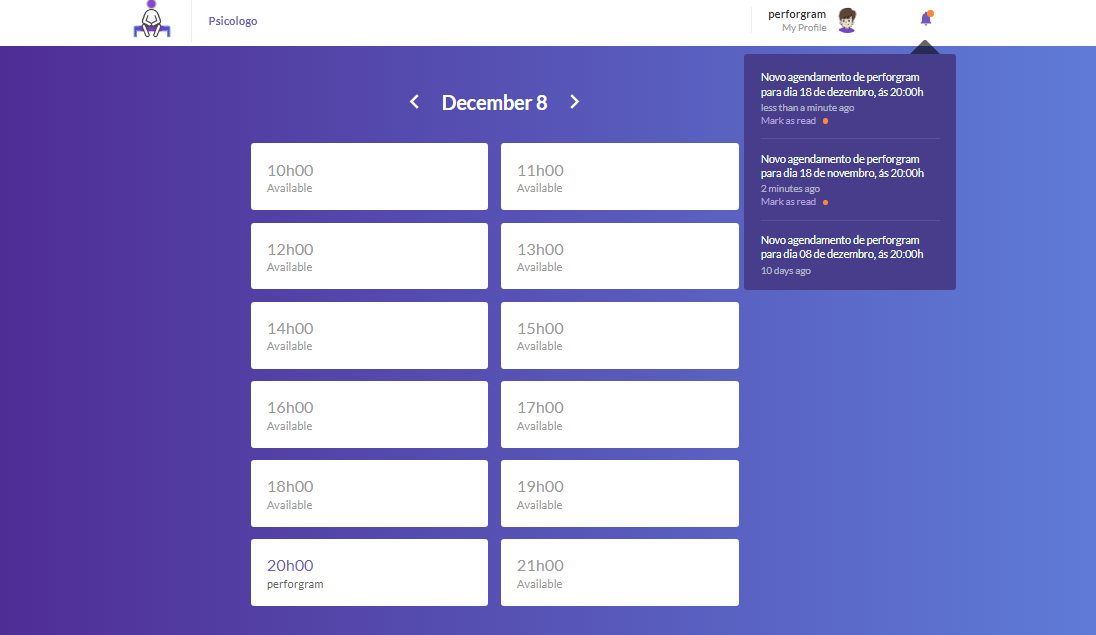 Psicologo
perforgram
My Profile
Novo agendamento de perforgram
para dia 18 de dezembro, ás 20:00h
less than a minute ago
Mark as read
Novo agendamento de perforgram
para dia 18 de novembro, ás 20:00h
2 minutes ago
Mark as read
Novo agendamento de perforgram
para dia 08 de dezembro, ás 20:00h
10 days ago
December 8
10h00
Available
11h00
Available
12h00
Available
13h00
Available
14h00
Available
15h00
Available
16h00
Available
17h00
Available
18h00
Available
19h00
Available
20h00
perforgram
21h00
Available